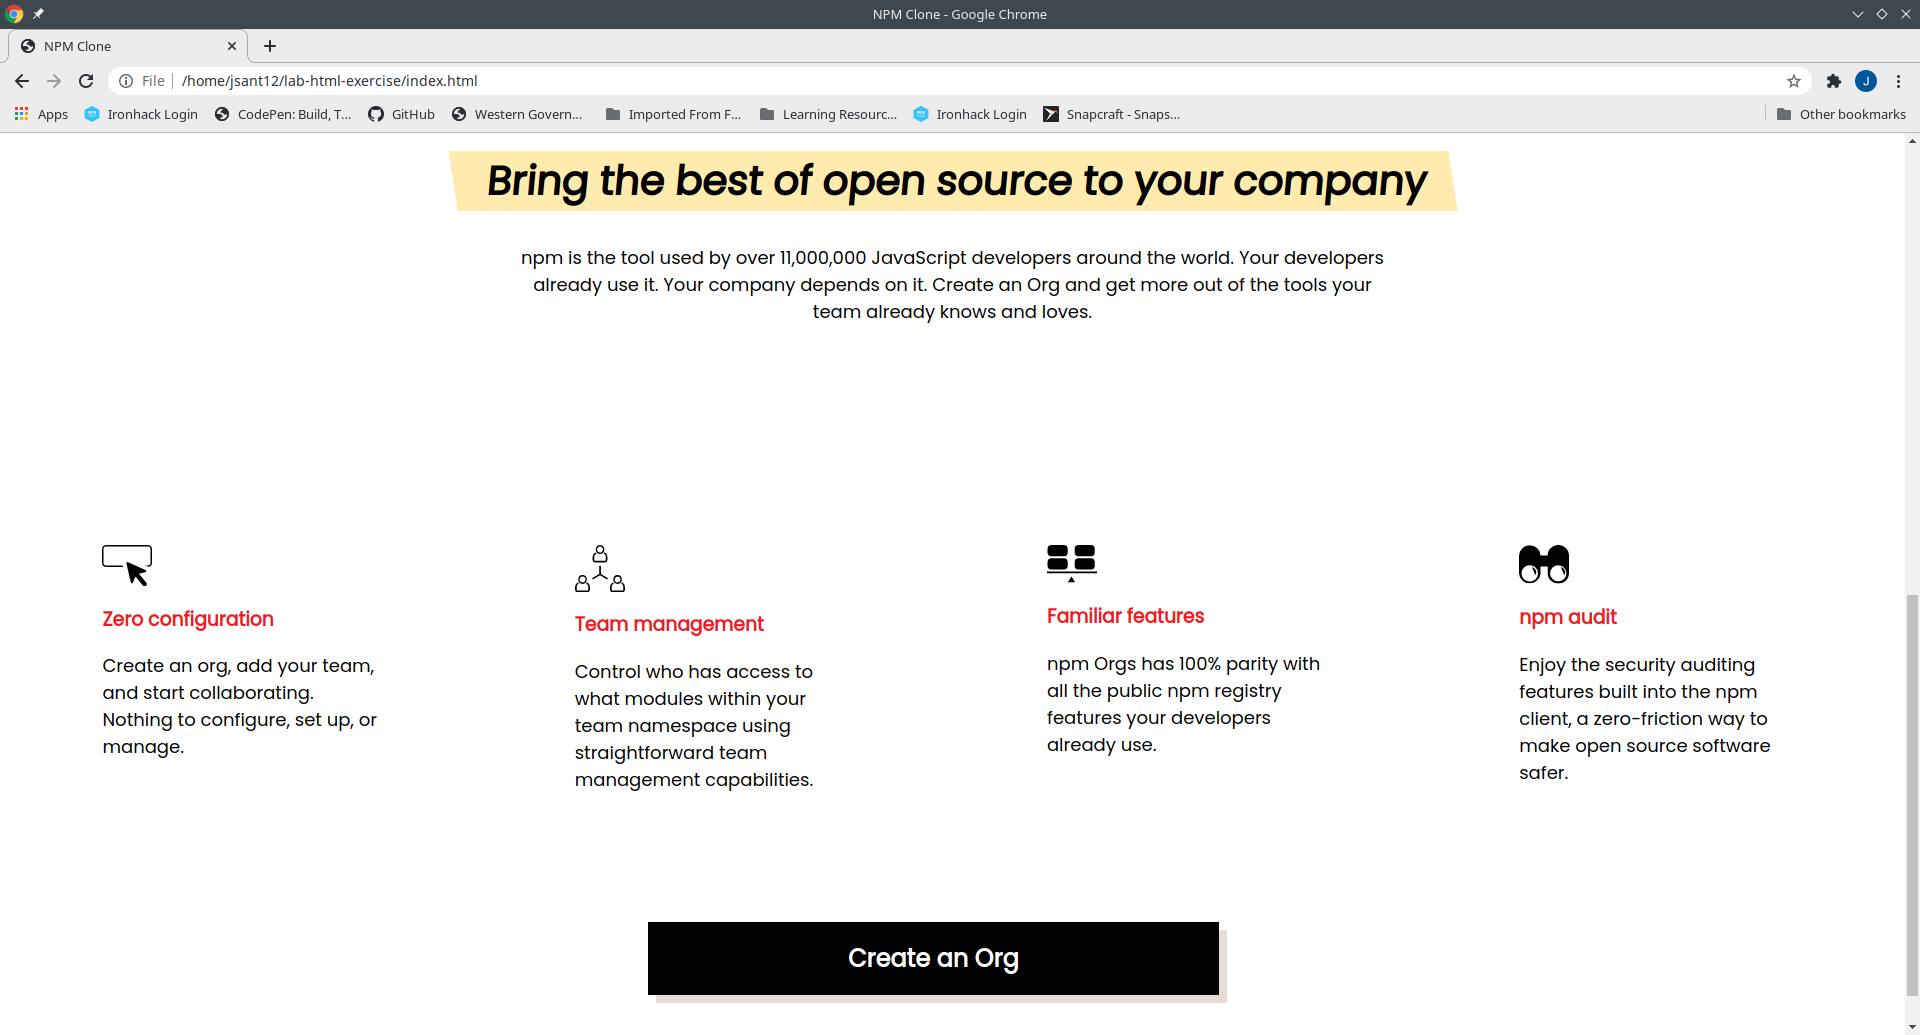 NPM Clone - Google Chrome
NPM Clone
File /home/jsant12/lab-html-exercise/index.html
J
Apps Ironhack Login CodePen: Build, T... GitHub Western Govern... Imported From F... Learning Resourc... Ironhack Login Snapcraft - Snaps... Other bookmarks
Bring the best of open source to your company
npm is the tool used by over 11,000,000 JavaScript developers around the world. Your developers
already use it. Your company depends on it. Create an Org and get more out of the tools your
team already knows and loves.
Zero configuration
Create an org, add your team,
and start collaborating.
Nothing to configure, set up, or
manage.
Team management
Control who has access to
what modules within your
team namespace using
straightforward team
management capabilities.
Familiar features
npm Orgs has 100% parity with
all the public npm registry
features your developers
already use.
npm audit
Enjoy the security auditing
features built into the npm
client, a zero-friction way to
make open source software
safer.
Create an Org